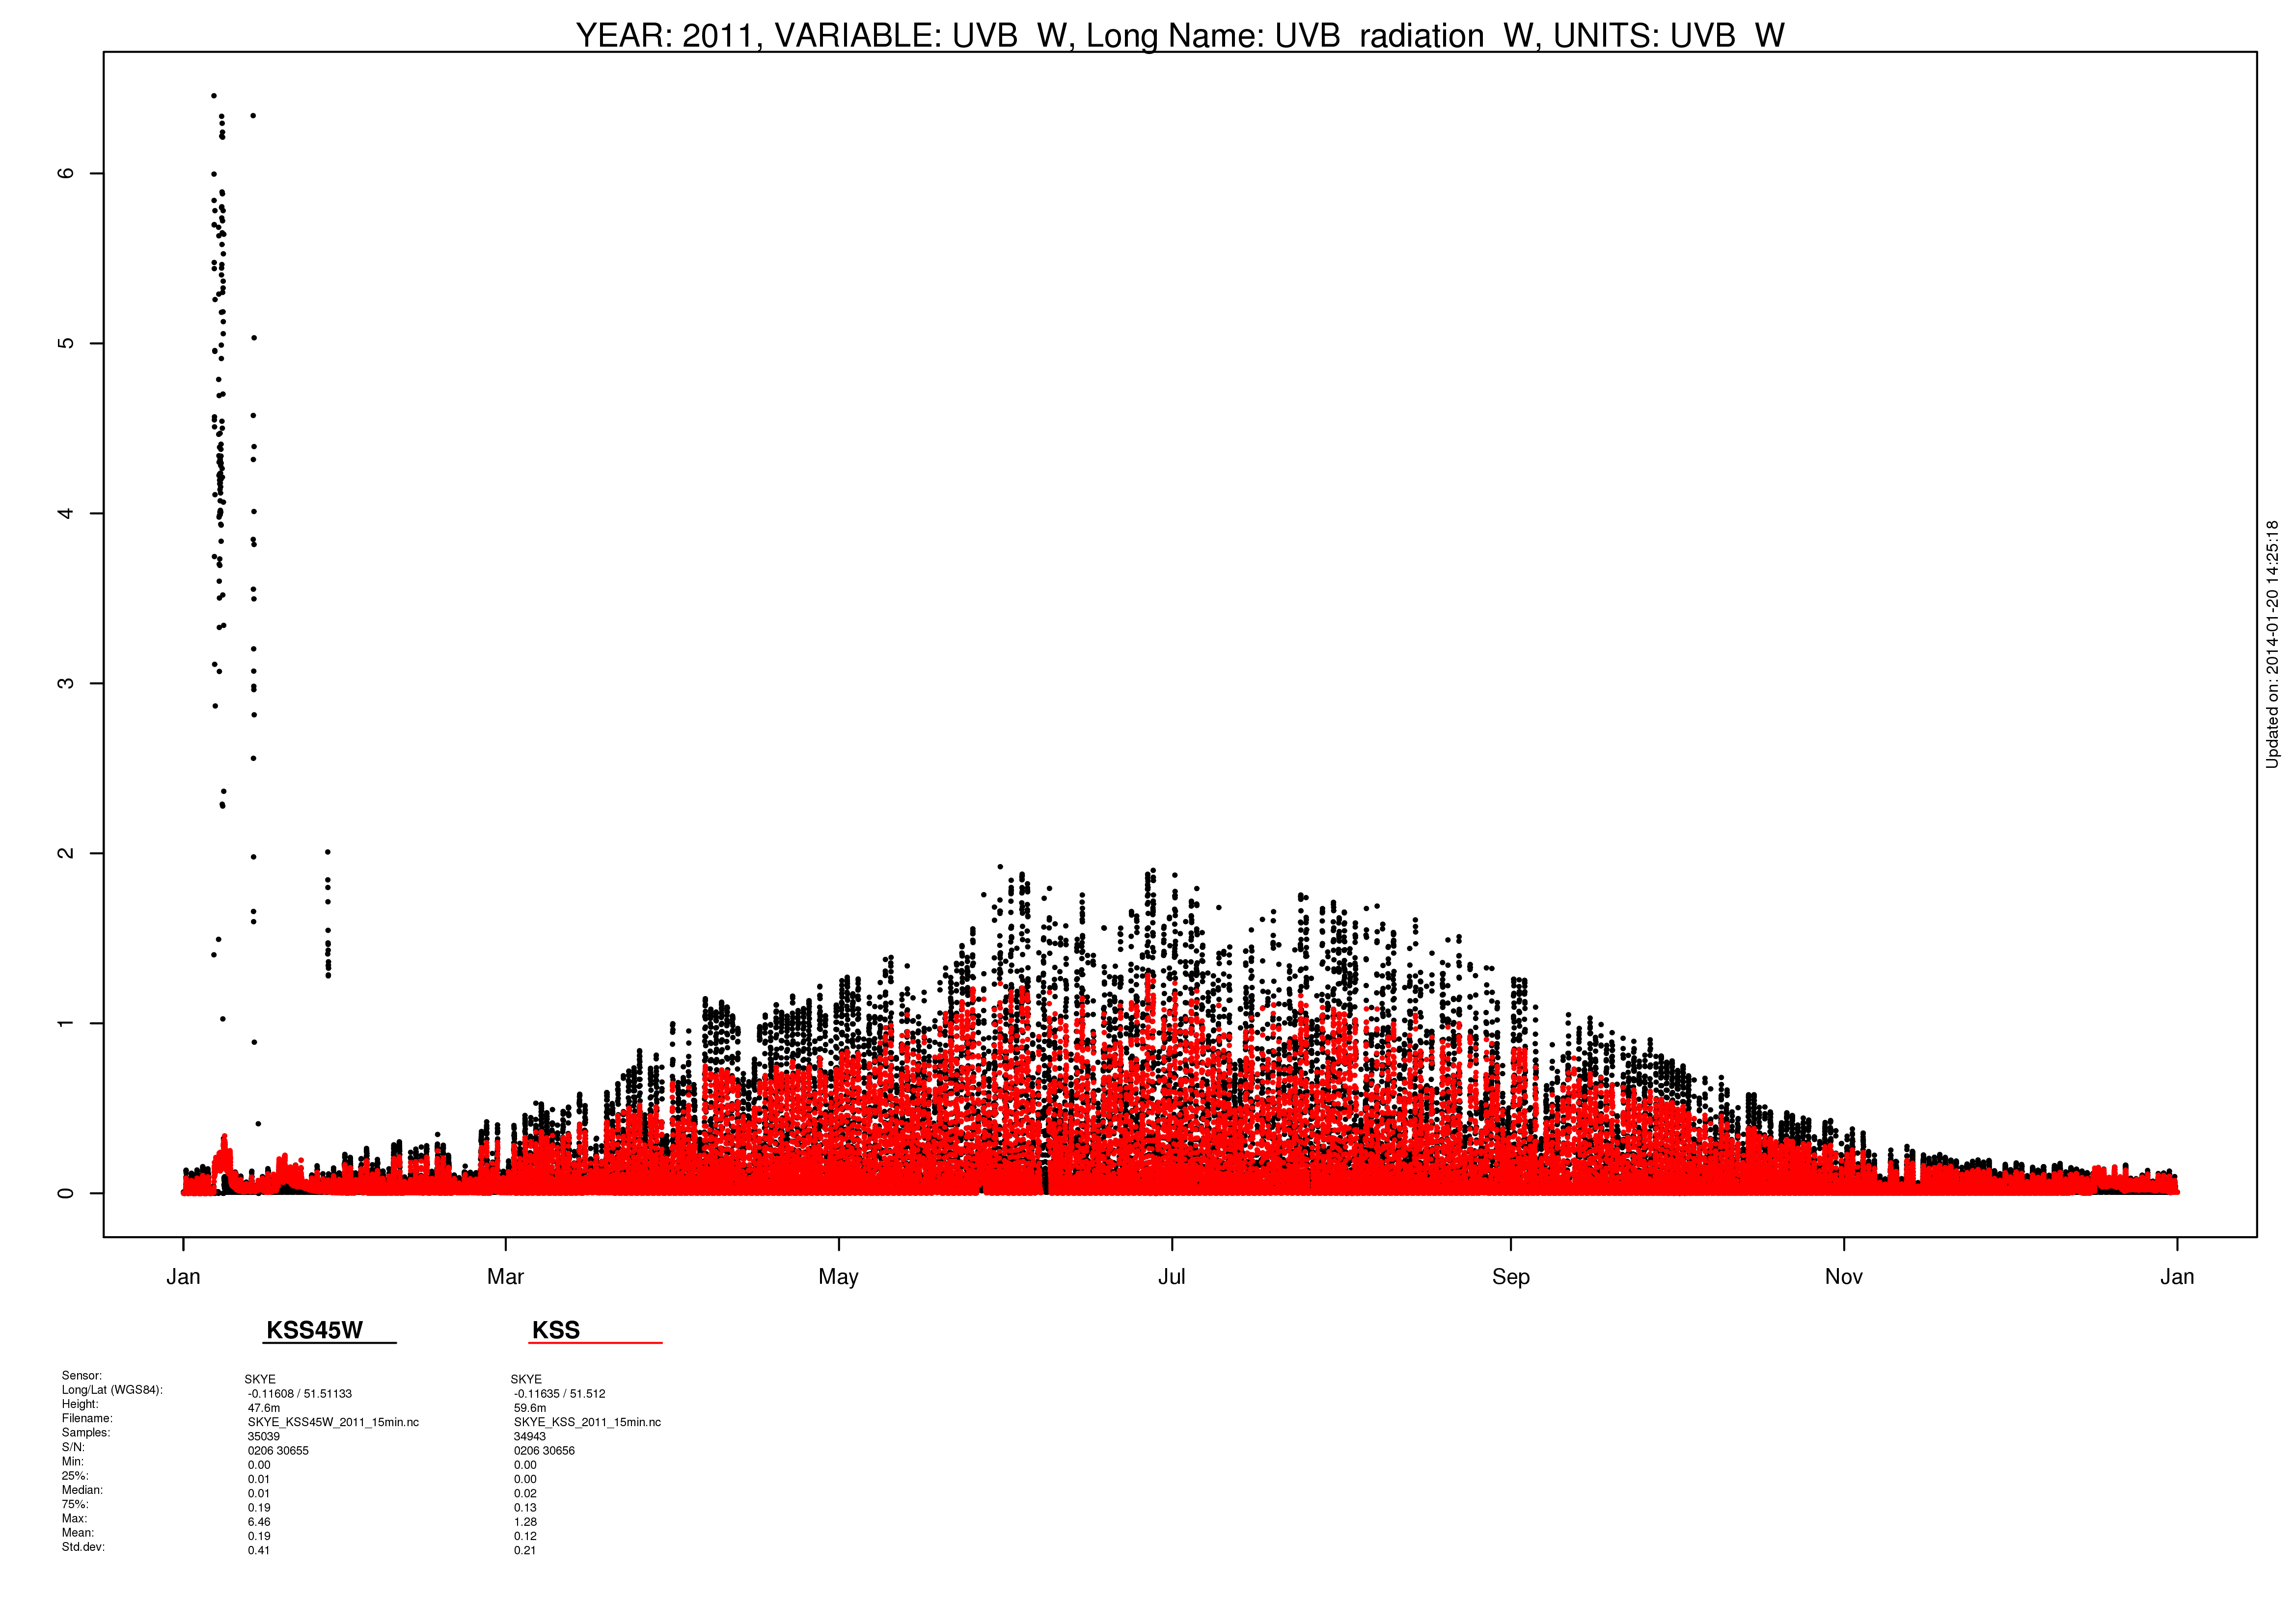 YEAR: 2011, VARIABLE: UVB  W, Long Name: UVB  radiation  W, UNITS: UVB  W
6
5
4
3
2
1
0
Updated on: 2014-01-20 14:25:18
Jan Mar May Jul Sep Nov Jan
KSS45W KSS
Sensor: SKYE SKYE
Long/Lat (WGS84): -0.11608 / 51.51133 -0.11635 / 51.512
Height: 47.6m 59.6m
Filename: SKYE_KSS45W_2011_15min.nc SKYE_KSS_2011_15min.nc
Samples: 35039 34943
S/N: 0206 30655 0206 30656
Min: 0.00 0.00
25%: 0.01 0.00
Median: 0.01 0.02
75%: 0.19 0.13
Max: 6.46 1.28
Mean: 0.19 0.12
Std.dev: 0.41 0.21